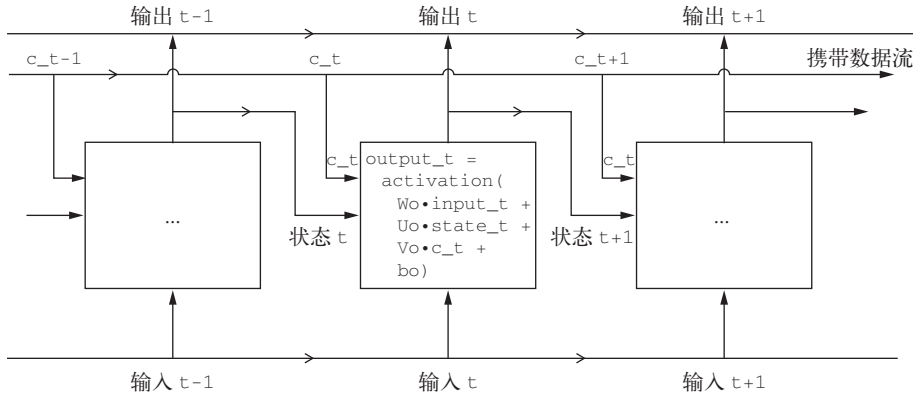 输出 t-1
输出 t
输出 t+1
c_t-1
c_t
c_t+1
携带数据流
c_t
c_t
...
output_t =
activation(
Wo•input_t +
Uo•state_t +
Vo•c_t +
bo)
...
状态 t
状态 t+1
输入 t-1
输入 t
输入 t+1